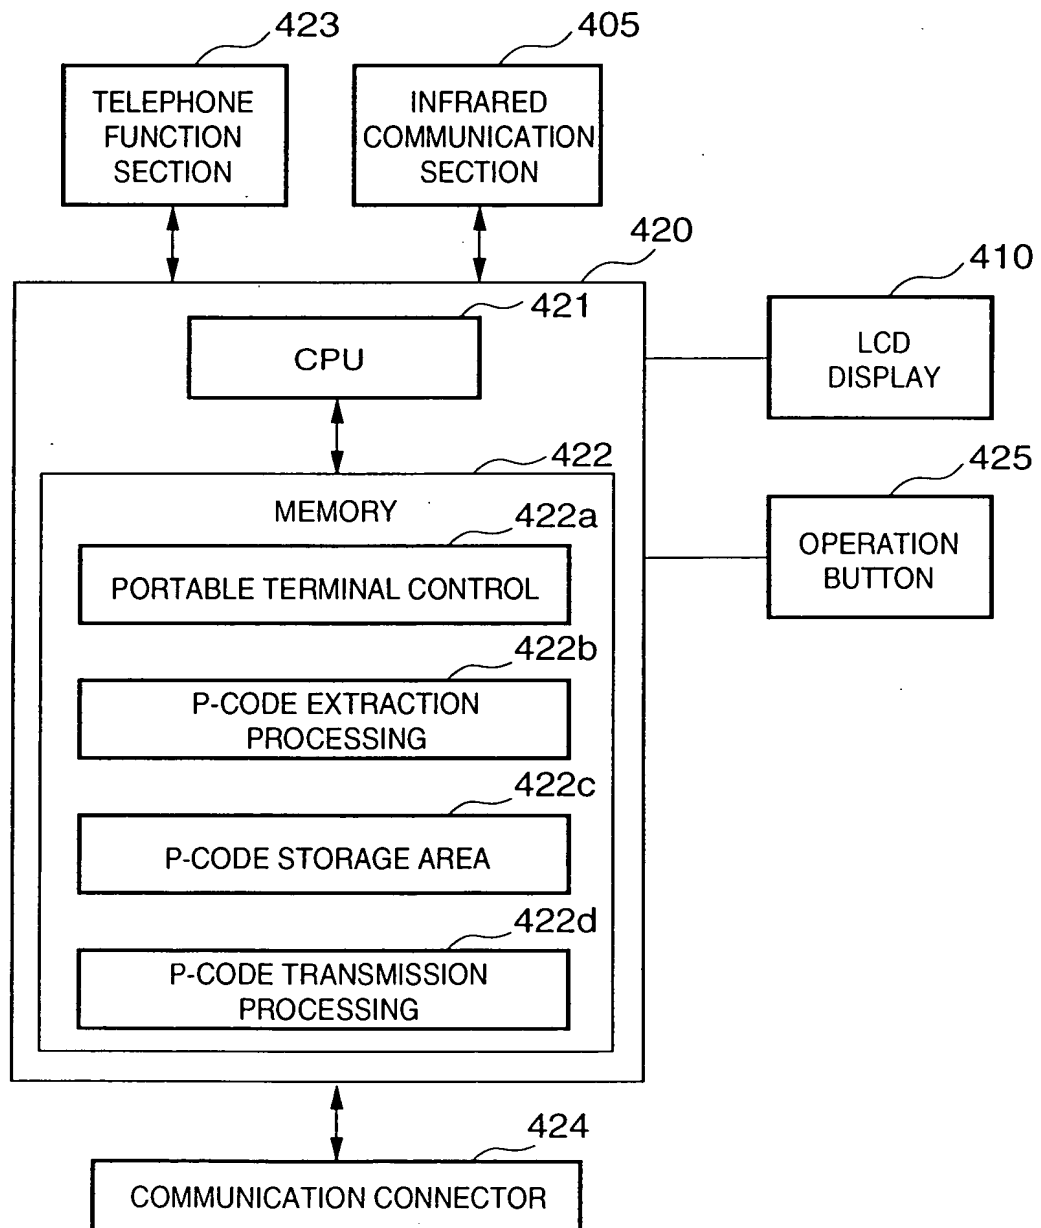 423
405
TELEPHONE
FUNCTION
SECTION
INFRARED
COMMUNICATION
SECTION
420
410
421
CPU
LCD
DISPLAY
422
425
MEMORY
422a
OPERATION
BUTTON
PORTABLE TERMINAL CONTROL
422b
P-CODE EXTRACTION
PROCESSING
422c
P-CODE STORAGE AREA
422d
P-CODE TRANSMISSION
PROCESSING
424
COMMUNICATION CONNECTOR